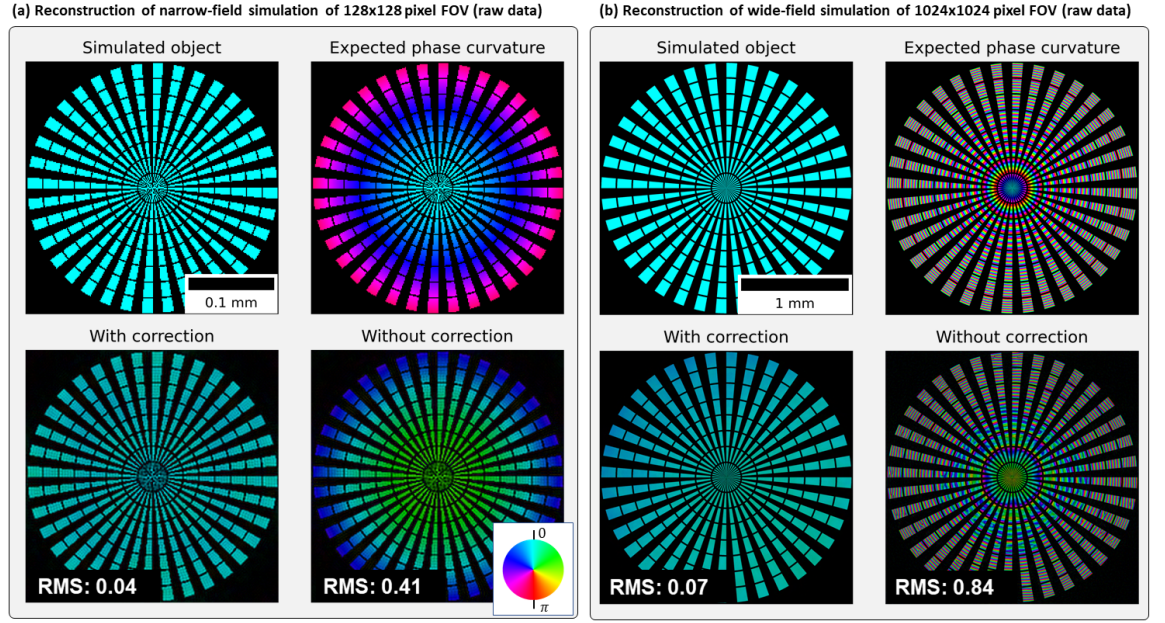 (a) Reconstruction of narrow-field simulation of 128x128 pixel FOV (raw data)
Simulated object
Expected phase curvature
0.1 mm
With correction
Without correction
RMS: 0.04
RMS: 0.41
0
π
(b) Reconstruction of wide-field simulation of 1024x1024 pixel FOV (raw data)
Simulated object
Expected phase curvature
1 mm
With correction
Without correction
RMS: 0.07
RMS: 0.84